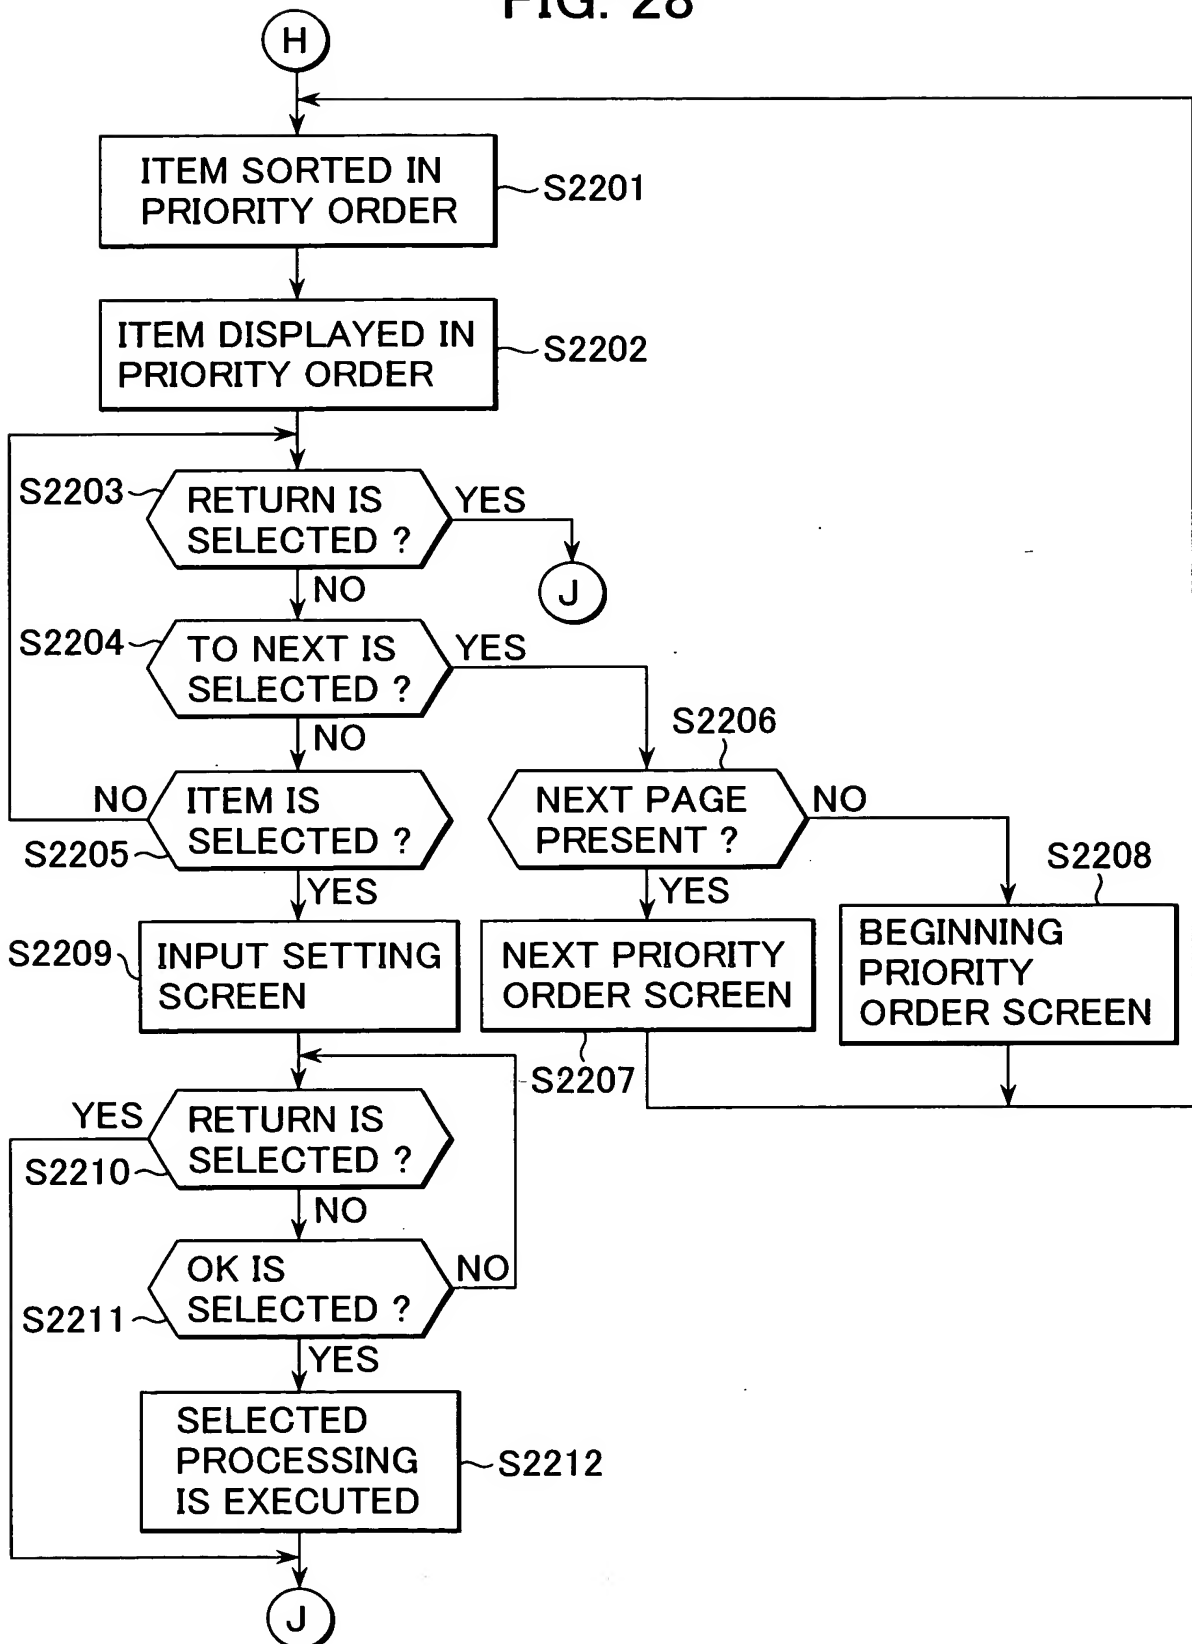 FIG. 28
H
ITEM SORTED IN
PRIORITY ORDER
S2201
ITEM DISPLAYED IN
PRIORITY ORDER
S2202
S2203
RETURN IS
SELECTED ?
YES
J
NO
S2204
TO NEXT IS
SELECTED ?
YES
NO
S2206
NO
ITEM IS
SELECTED ?
S2205
YES
NEXT PAGE
PRESENT ?
NO
YES
S2208
S2209
INPUT SETTING
SCREEN
NEXT PRIORITY
ORDER SCREEN
S2207
BEGINNING
PRIORITY
ORDER SCREEN
YES
RETURN IS
SELECTED ?
S2210
NO
OK IS
SELECTED ?
NO
S2211
YES
SELECTED
PROCESSING
IS EXECUTED
S2212
J